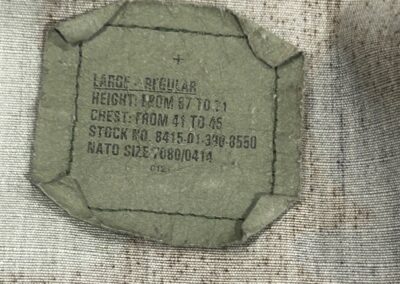 LARGE - REGULAR
HEIGHT: FROM 67 TO 71
CHEST: FROM 41 TO 45
STOCK NO. 8415-01-390-8550
NATO SIZE 7080/0414